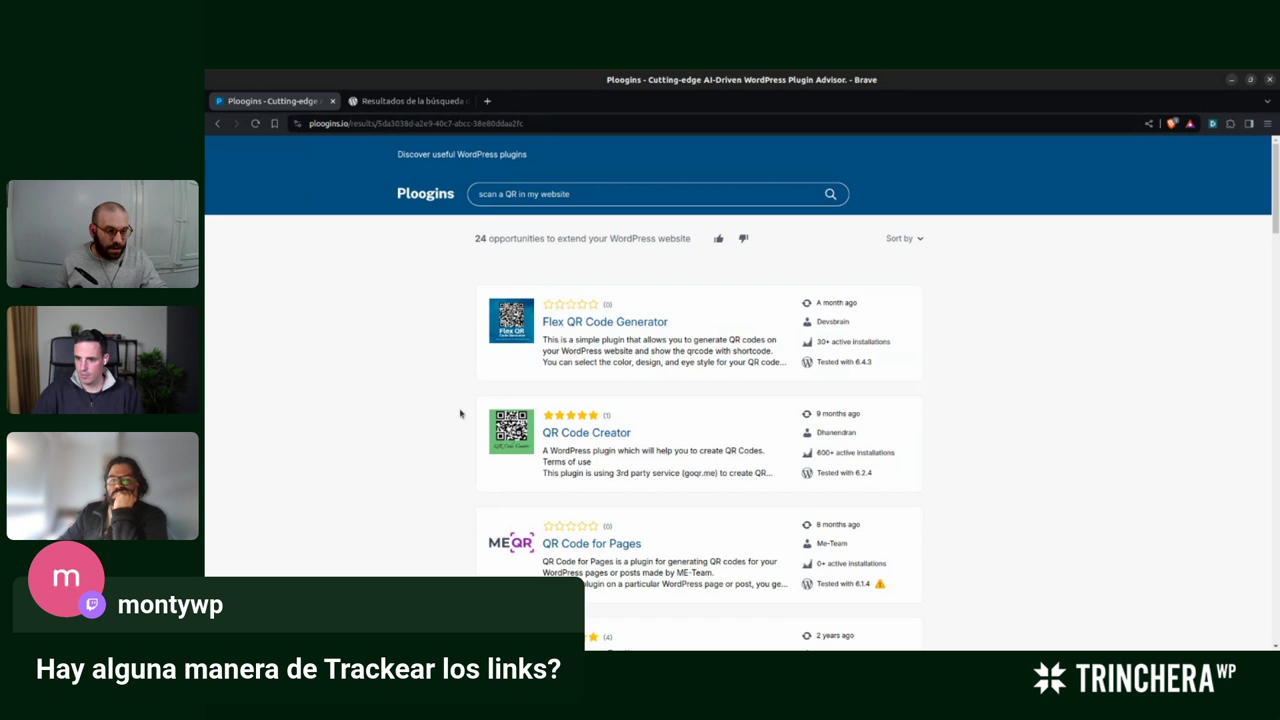 Ploogins - Cutting-edge AI-Driven WordPress Plugin Advisor. - Brave
Ploogins - Cutting-edge
Resultados de la búsqueda d
ploogins.io/results/5da3038d-a2e9-40c7-abcc-38e80ddaa2fc
Discover useful WordPress plugins
Ploogins
scan a QR in my website
24 opportunities to extend your WordPress website
Sort by
Flex QR
Code Generator
(0)
Flex QR Code Generator
This is a simple plugin that allows you to generate QR codes on
your WordPress website and show the qrcode with shortcode.
You can select the color, design, and eye style for your QR code...
A month ago
Devsbrain
30+ active installations
Tested with 6.4.3
QR Code Creator
(1)
QR Code Creator
A WordPress plugin which will help you to create QR Codes.
Terms of use
This plugin is using 3rd party service (goqr.me) to create QR...
9 months ago
Dhanendran
600+ active installations
Tested with 6.2.4
MEQR
(0)
QR Code for Pages
QR Code for Pages is a plugin for generating QR codes for your
WordPress pages or posts made by ME-Team.
plugin on a particular WordPress page or post, you ge...
8 months ago
Me-Team
0+ active installations
Tested with 6.1.4
(4)
2 years ago
m
montywp
Hay alguna manera de Trackear los links?
TRINCHERA WP